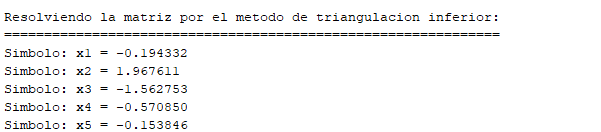 Resolviendo la matriz por el metodo de triangulacion inferior:
==============================================================
Simbolo: x1 = -0.194332
Simbolo: x2 = 1.967611
Simbolo: x3 = -1.562753
Simbolo: x4 = -0.570850
Simbolo: x5 = -0.153846